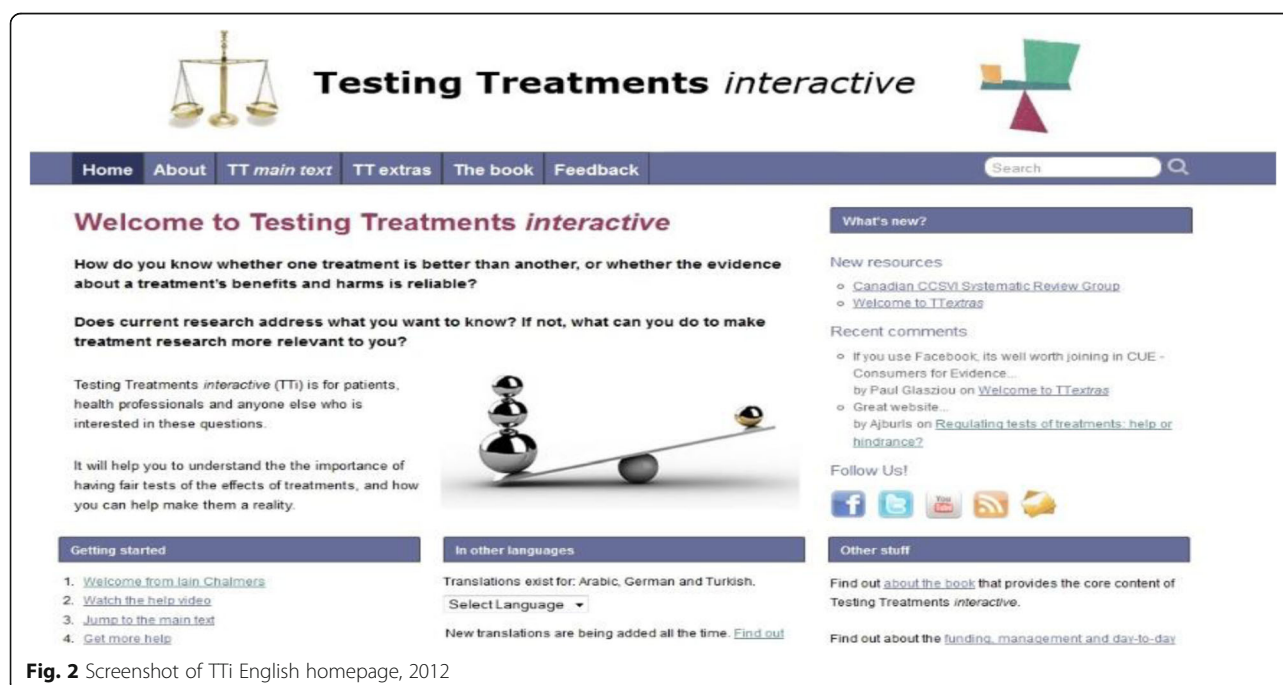 Testing Treatments interactive
Home About TT main text TT extras The book Feedback
Search
Welcome to Testing Treatments interactive
How do you know whether one treatment is better than another, or whether the evidence
about a treatment's benefits and harms is reliable?
Does current research address what you want to know? If not, what can you do to make
treatment research more relevant to you?
Testing Treatments interactive (TTi) is for patients,
health professionals and anyone else who is
interested in these questions.
It will help you to understand the the importance of
having fair tests of the effects of treatments, and how
you can help make them a reality.
What's new?
New resources
Canadian CCSVI Systematic Review Group
Welcome to TTextras
Recent comments
If you use Facebook, its well worth joining in CUE -
Consumers for Evidence...
by Paul Glasziou on Welcome to TTextras
Great website...
by Ajburls on Regulating tests of treatments: help or
hindrance?
Follow Us!
You
Tube
Getting started
1. Welcome from Iain Chalmers
2. Watch the help video
3. Jump to the main text
4. Get more help
In other languages
Translations exist for: Arabic, German and Turkish.
Select Language
New translations are being added all the time. Find out
Other stuff
Find out about the book that provides the core content of
Testing Treatments interactive.
Find out about the funding, management and day-to-day
Fig. 2 Screenshot of TTi English homepage, 2012